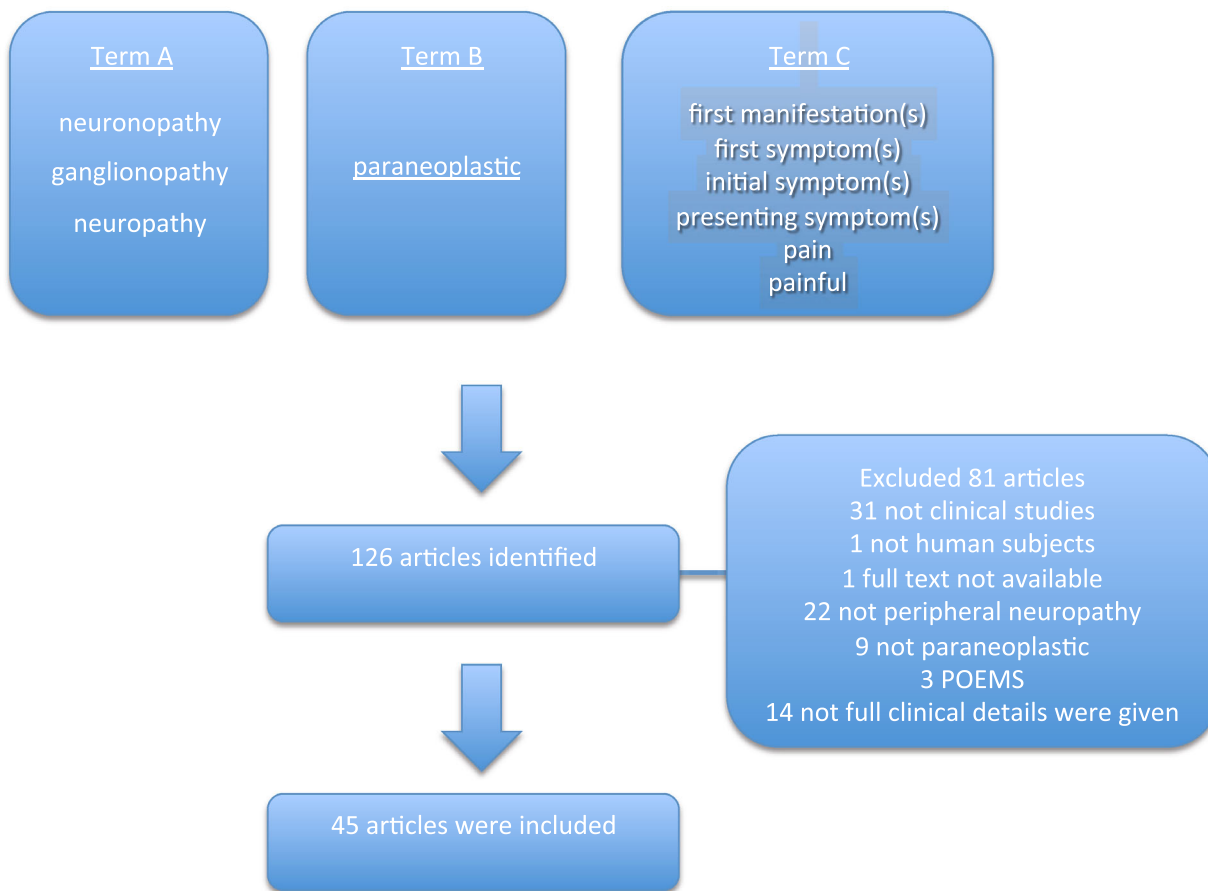 Term A
neuronopathy
ganglionopathy
neuropathy
Term B
paraneoplastic
Term C
first manifestation(s)
first symptom(s)
initial symptom(s)
presenting symptom(s)
pain
painful
126 articles identified
Excluded 81 articles
31 not clinical studies
1 not human subjects
1 full text not available
22 not peripheral neuropathy
9 not paraneoplastic
3 POEMS
14 not full clinical details were given
45 articles were included